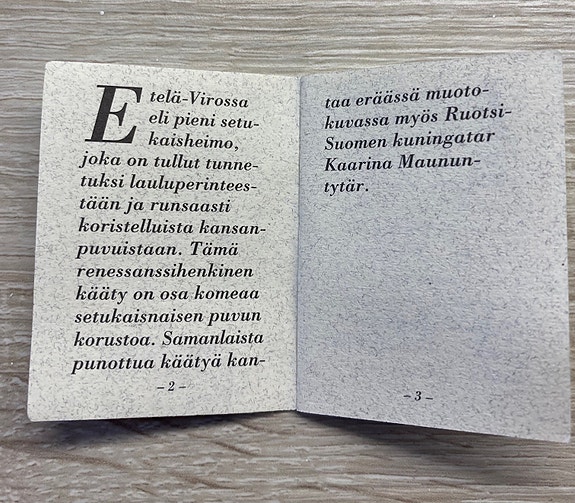 Etelä-Virossa
eli pieni setu-
kaisheimo,
joka on tullut tunne-
tuksi lauluperintees-
tään ja runsaasti
koristelluista kansan-
puvuistaan. Tämä
renessanssihenkinen
kääty on osa komeaa
setukaisnaisen puvun
korustoa. Samanlaista
punottua käätyä kan-
– 2 –
taa eräässä muoto-
kuvassa myös Ruotsi-
Suomen kuningatar
Kaarina Maunun-
tytär.
– 3 –